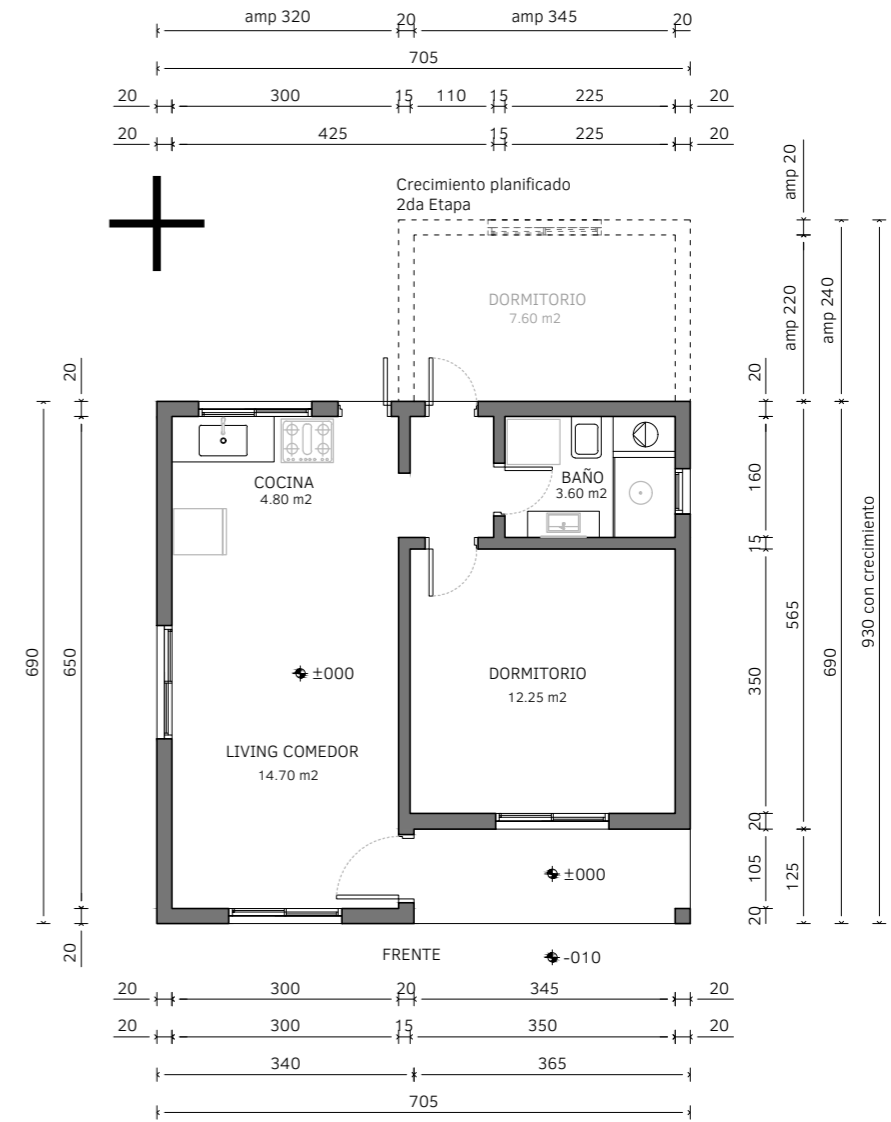 amp 320 20 amp 345 20
705
20 300 15 110 15 225 20
20 425 15 225 20
amp 20
Crecimiento planificado
2da Etapa
amp 220
amp 240
DORMITORIO
7.60 m2
20
20
COCINA
4.80 m2
BAÑO
3.60 m2
160
15
930 con crecimiento
565
690
650
690
350
±000
DORMITORIO
12.25 m2
LIVING COMEDOR
14.70 m2
20
105
125
±000
20
20
FRENTE
-010
20 300 20 345 20
20 300 15 350 20
340 365
705